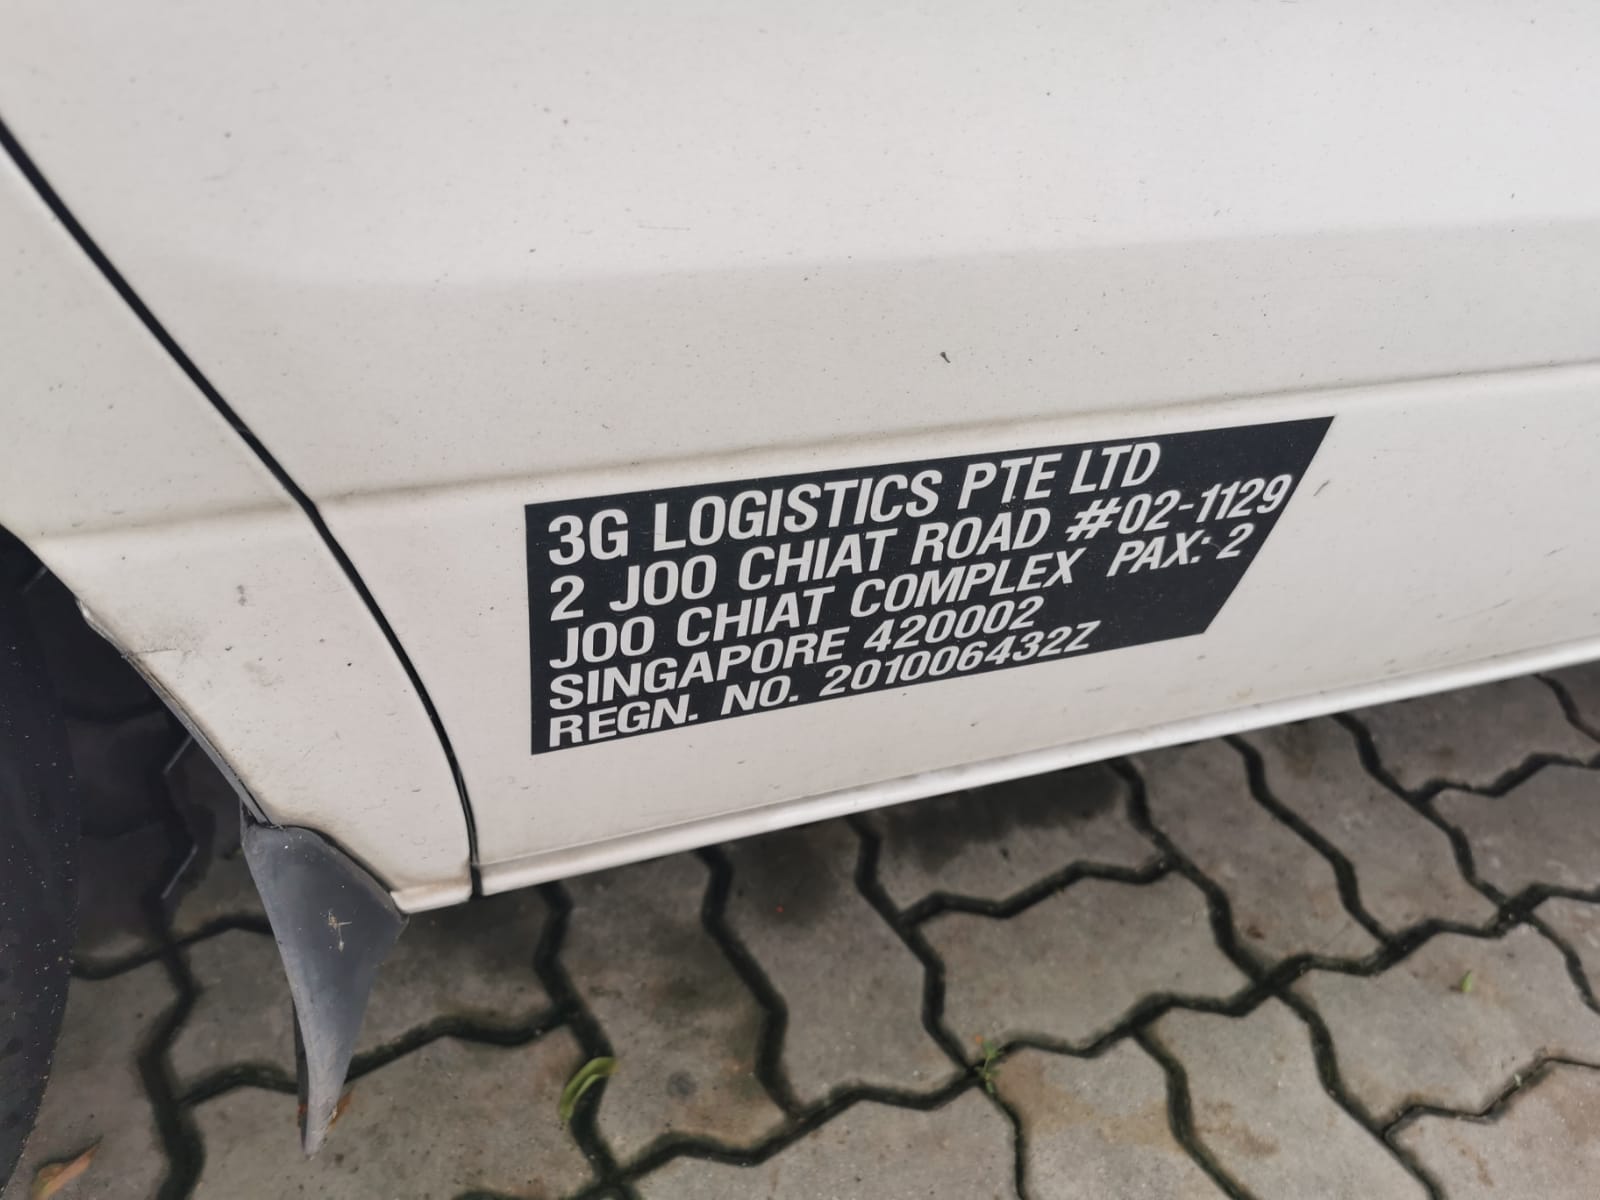 3G LOGISTICS PTE LTD
2 JOO CHIAT ROAD #02-1129
JOO CHIAT COMPLEX PAX: 2
SINGAPORE 420002
REGN. NO. 201006432Z